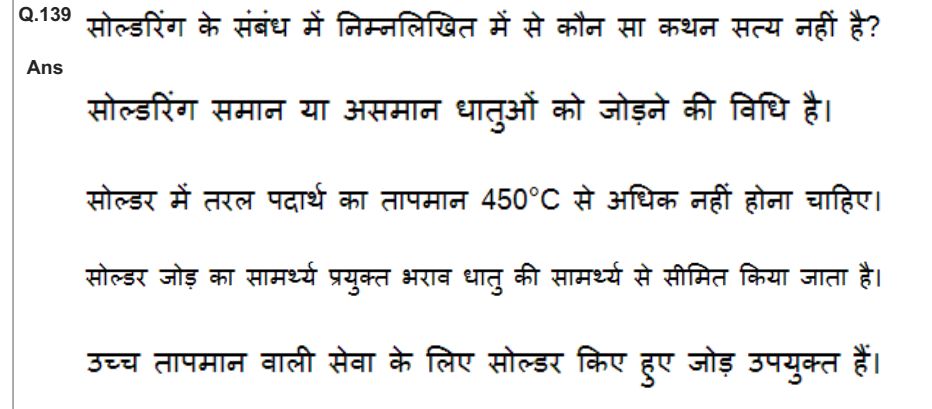 Q.139 सोल्डरिंग के संबंध में निम्नलिखित में से कौन सा कथन सत्य नहीं है?
Ans
सोल्डरिंग समान या असमान धातुओं को जोड़ने की विधि है।
सोल्डर में तरल पदार्थ का तापमान 450°C से अधिक नहीं होना चाहिए।
सोल्डर जोड़ का सामर्थ्य प्रयुक्त भराव धातु की सामर्थ्य से सीमित किया जाता है।
उच्च तापमान वाली सेवा के लिए सोल्डर किए हुए जोड़ उपयुक्त हैं।